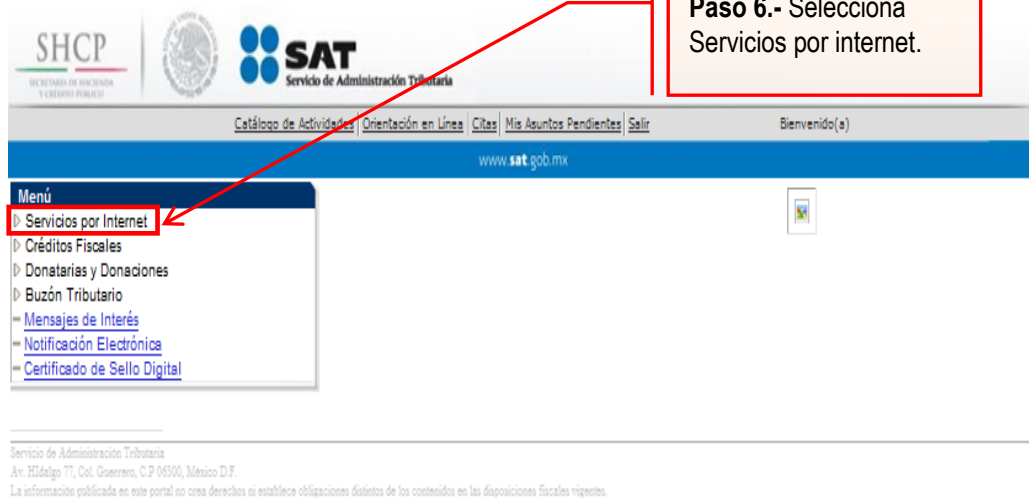 Paso 6.- Selecciona
Servicios por internet.
SHCP
SECRETARÍA DE HACIENDA
Y CRÉDITO PÚBLICO
SAT
Servicio de Administración Tributaria
Catálogo de Actividades Orientación en Línea Citas Mis Asuntos Pendientes Salir Bienvenido(a)
www.sat.gob.mx
Menú
Servicios por Internet
Créditos Fiscales
Donatarias y Donaciones
Buzón Tributario
Mensajes de Interés
Notificación Electrónica
Certificado de Sello Digital
Servicio de Administración Tributaria
Av. HIdalgo 77, Col. Guerrero, C.P 06300, Mexico D.F.
La información publicada en este portal no crea derechos ni establece obligaciones distintos de los contenidos en las disposiciones fiscales vigentes.